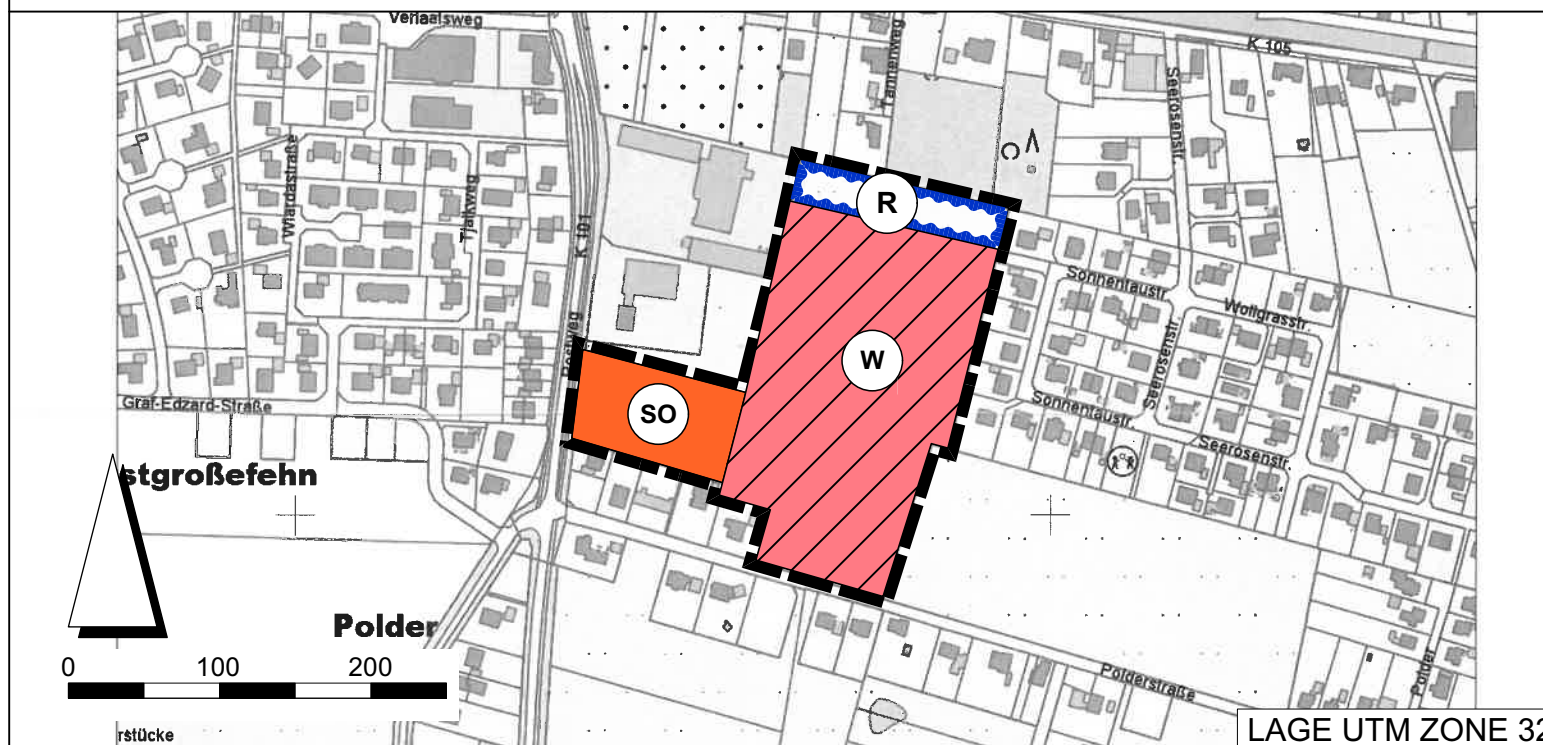 Verlaatsweg
K 105
Tannenweg
Seerosenstr.
Wiardastraße
Tjalkweg
K 101
R
Sonnentaustr.
Wollgrasstr.
Seerosenstr.
W
Graf-Edzard-Straße
SO
Sonnentaustr.
Seerosenstr.
stgroßefehn
Polder
0 100 200
Polderstraße
Polder
rstücke
LAGE UTM ZONE 32